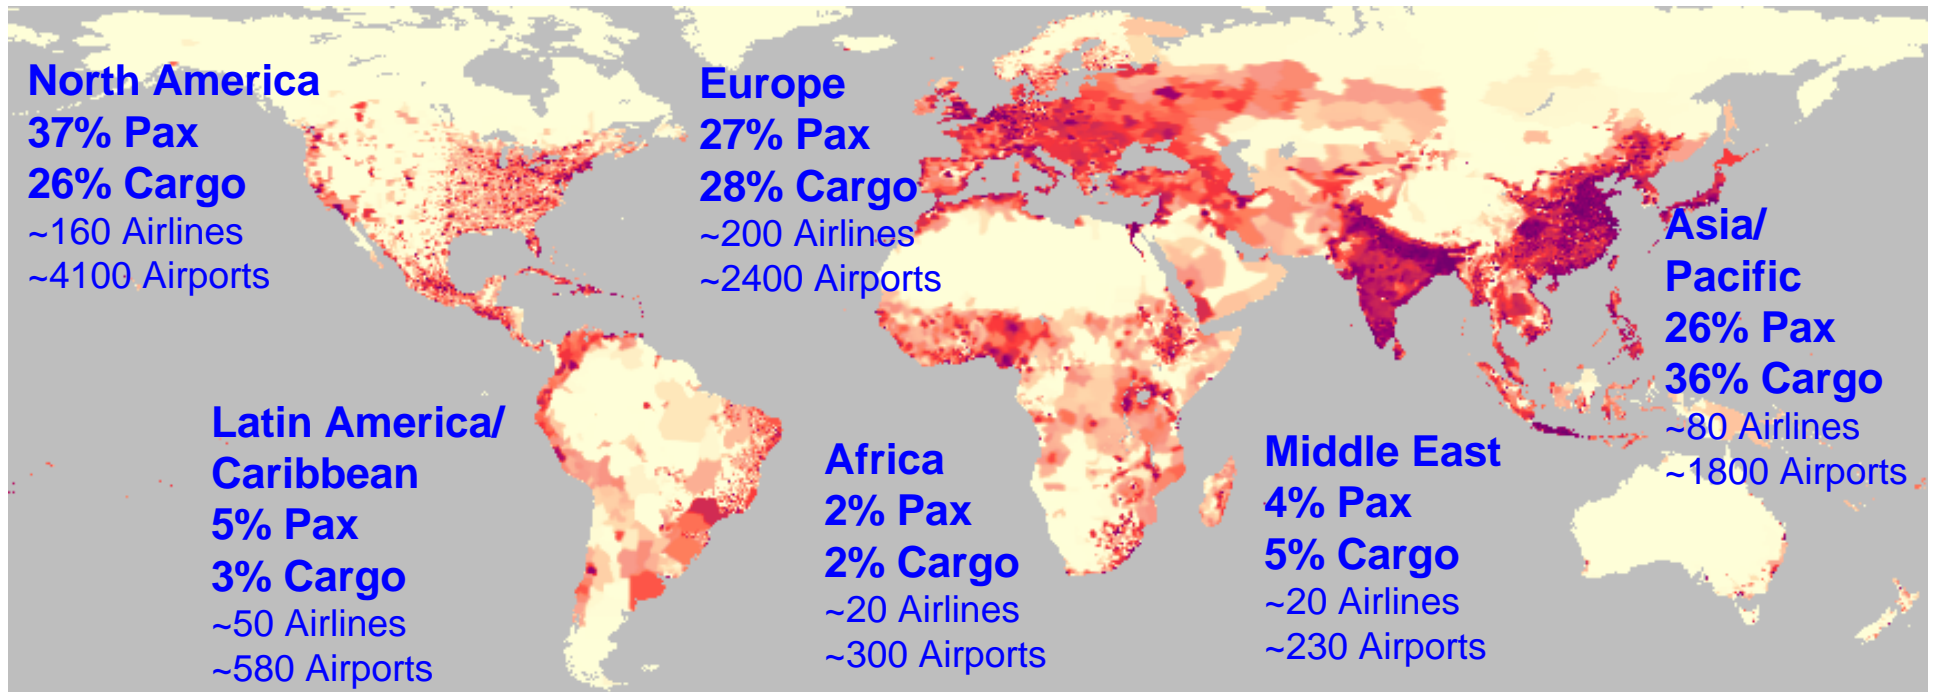 North America
37% Pax
26% Cargo
~160 Airlines
~4100 Airports
Europe
27% Pax
28% Cargo
~200 Airlines
~2400 Airports
Asia/
Pacific
26% Pax
36% Cargo
~80 Airlines
~1800 Airports
Latin America/
Caribbean
5% Pax
3% Cargo
~50 Airlines
~580 Airports
Africa
2% Pax
2% Cargo
~20 Airlines
~300 Airports
Middle East
4% Pax
5% Cargo
~20 Airlines
~230 Airports